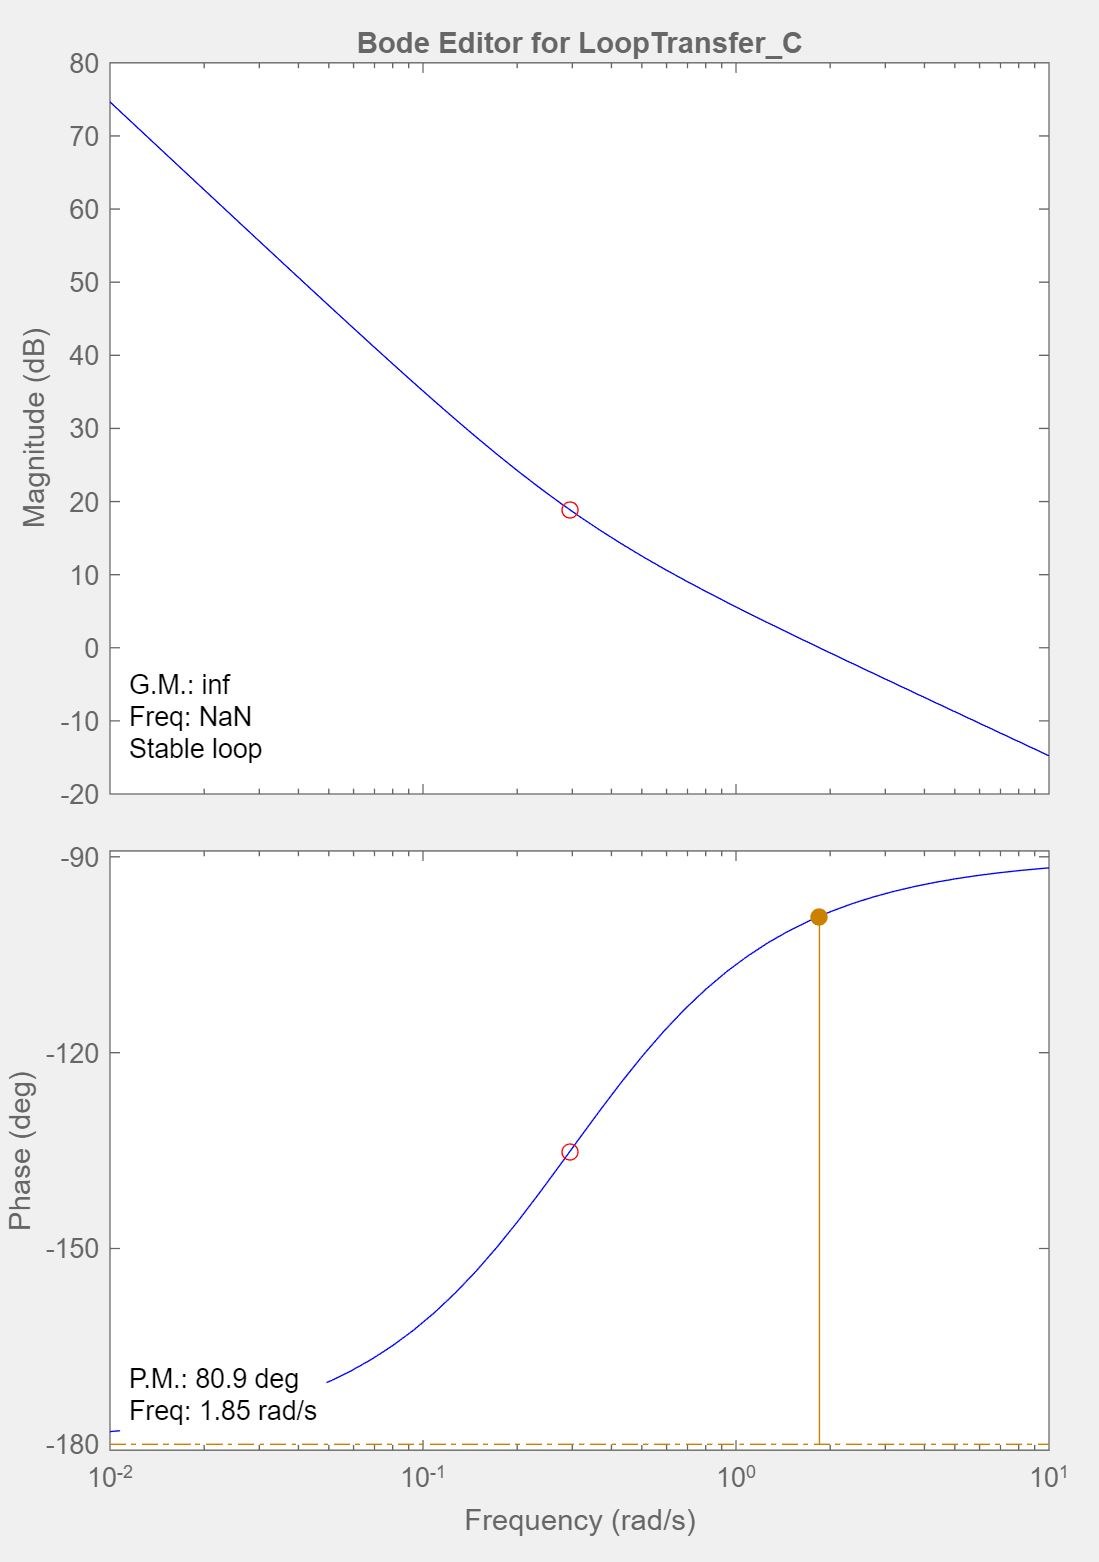 Bode Editor for LoopTransfer_C
80
70
60
50
40
30
20
10
0
-10
-20
Magnitude (dB)
G.M.: inf
Freq: NaN
Stable loop
-90
-120
-150
-180
Phase (deg)
P.M.: 80.9 deg
Freq: 1.85 rad/s
10⁻² 10⁻¹ 10⁰ 10¹
Frequency (rad/s)